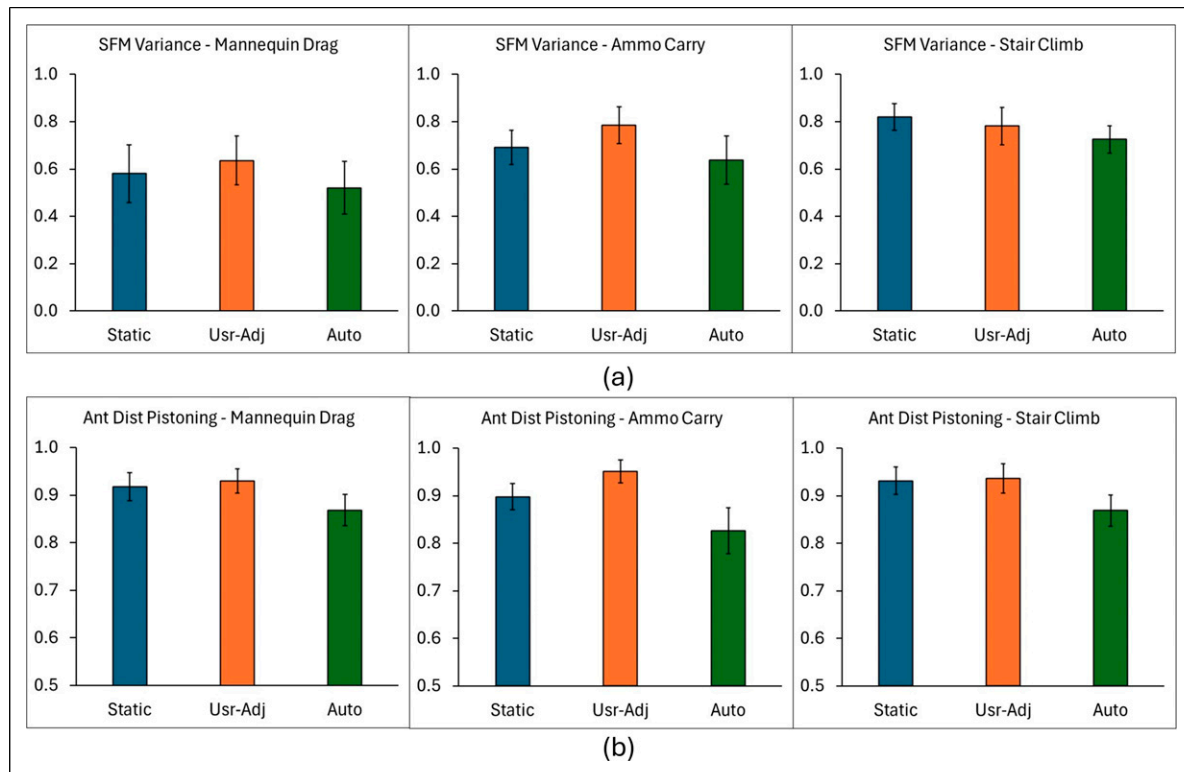 SFM Variance - Mannequin Drag
1.0
0.8
0.6
0.4
0.2
0.0
Static Usr-Adj Auto
SFM Variance - Ammo Carry
1.0
0.8
0.6
0.4
0.2
0.0
Static Usr-Adj Auto
SFM Variance - Stair Climb
1.0
0.8
0.6
0.4
0.2
0.0
Static Usr-Adj Auto
(a)
Ant Dist Pistoning - Mannequin Drag
1.0
0.9
0.8
0.7
0.6
0.5
Static Usr-Adj Auto
Ant Dist Pistoning - Ammo Carry
1.0
0.9
0.8
0.7
0.6
0.5
Static Usr-Adj Auto
Ant Dist Pistoning - Stair Climb
1.0
0.9
0.8
0.7
0.6
0.5
Static Usr-Adj Auto
(b)